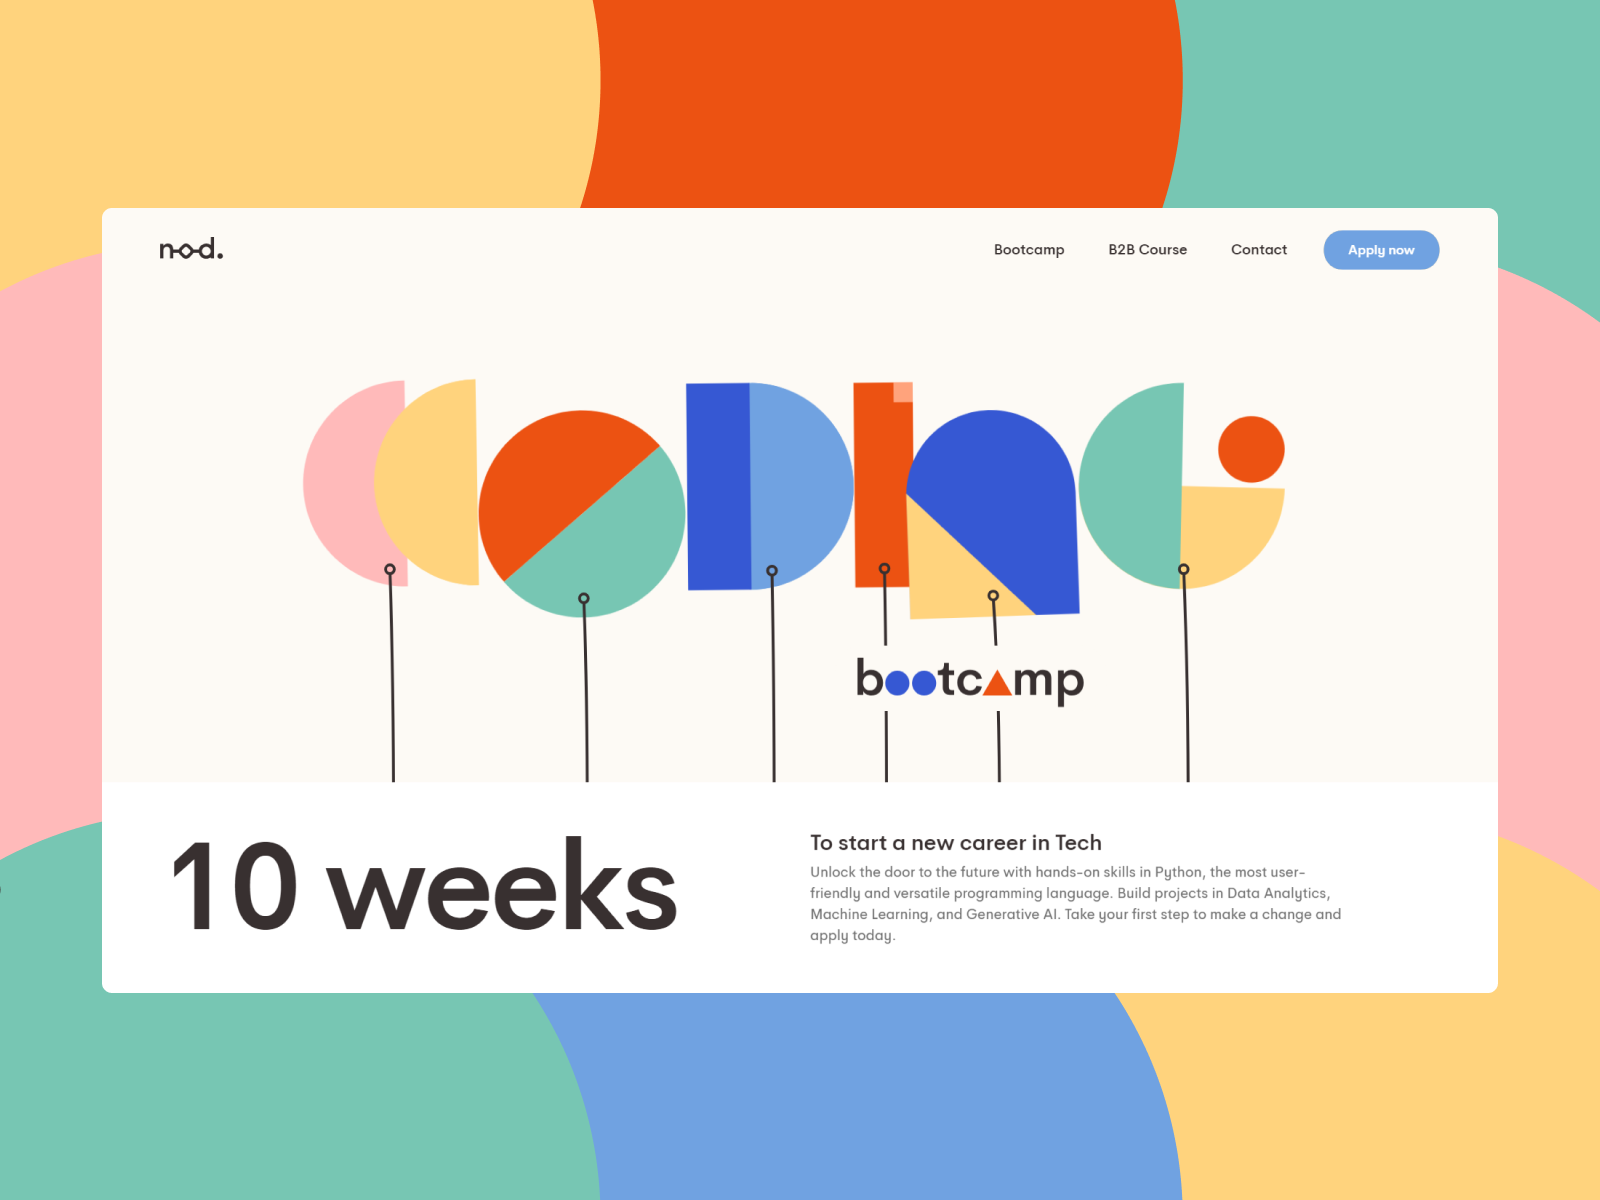 nod.
Bootcamp
B2B Course
Contact
Apply now
CODING
bootcamp
10 weeks
To start a new career in Tech
Unlock the door to the future with hands-on skills in Python, the most user-
friendly and versatile programming language. Build projects in Data Analytics,
Machine Learning, and Generative AI. Take your first step to make a change and
apply today.